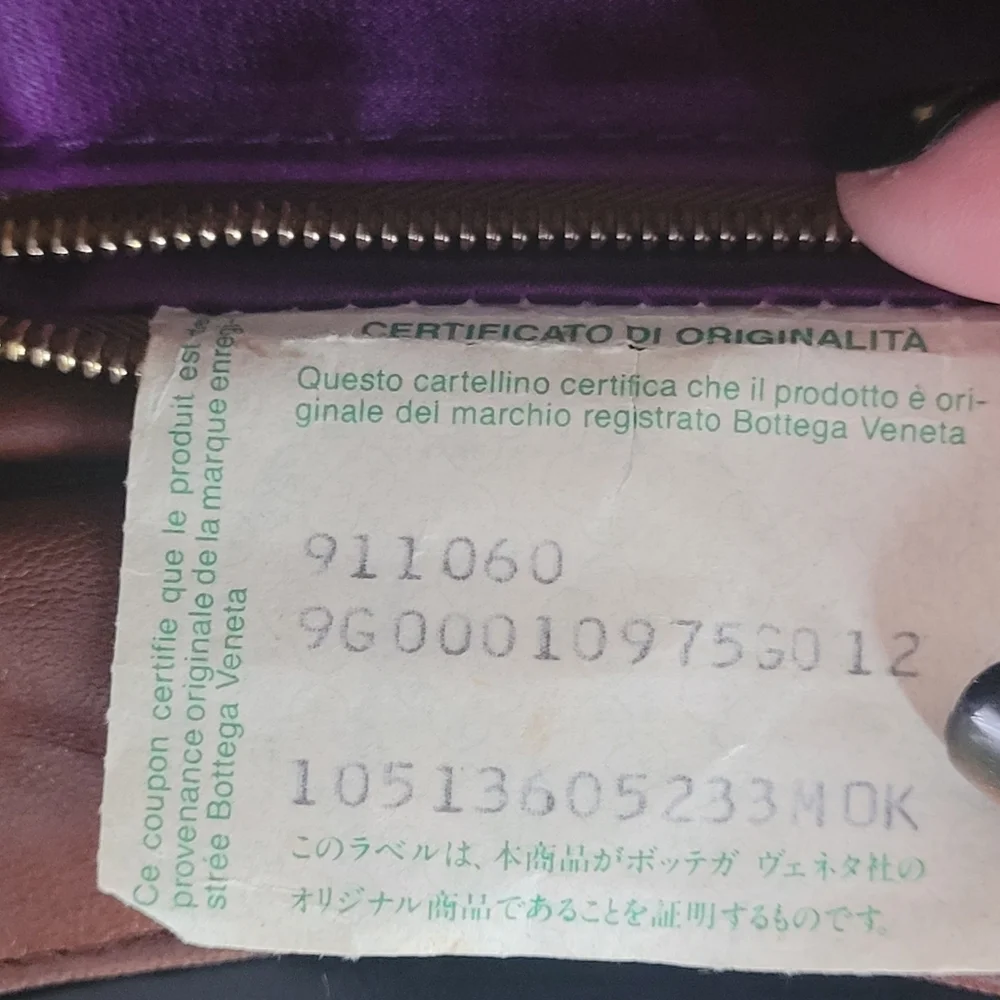 CERTIFICATO DI ORIGINALITÀ
Questo cartellino certifica che il prodotto è ori-
ginale del marchio registrato Bottega Veneta
911060
9G00010975G012
10513605233MOK
このラベルは、本商品がボッテガ ヴェネタ社の
オリジナル商品であることを証明するものです。
Ce coupon certifie que le produit est de
provenance originale de la marque enregi-
strée Bottega Veneta